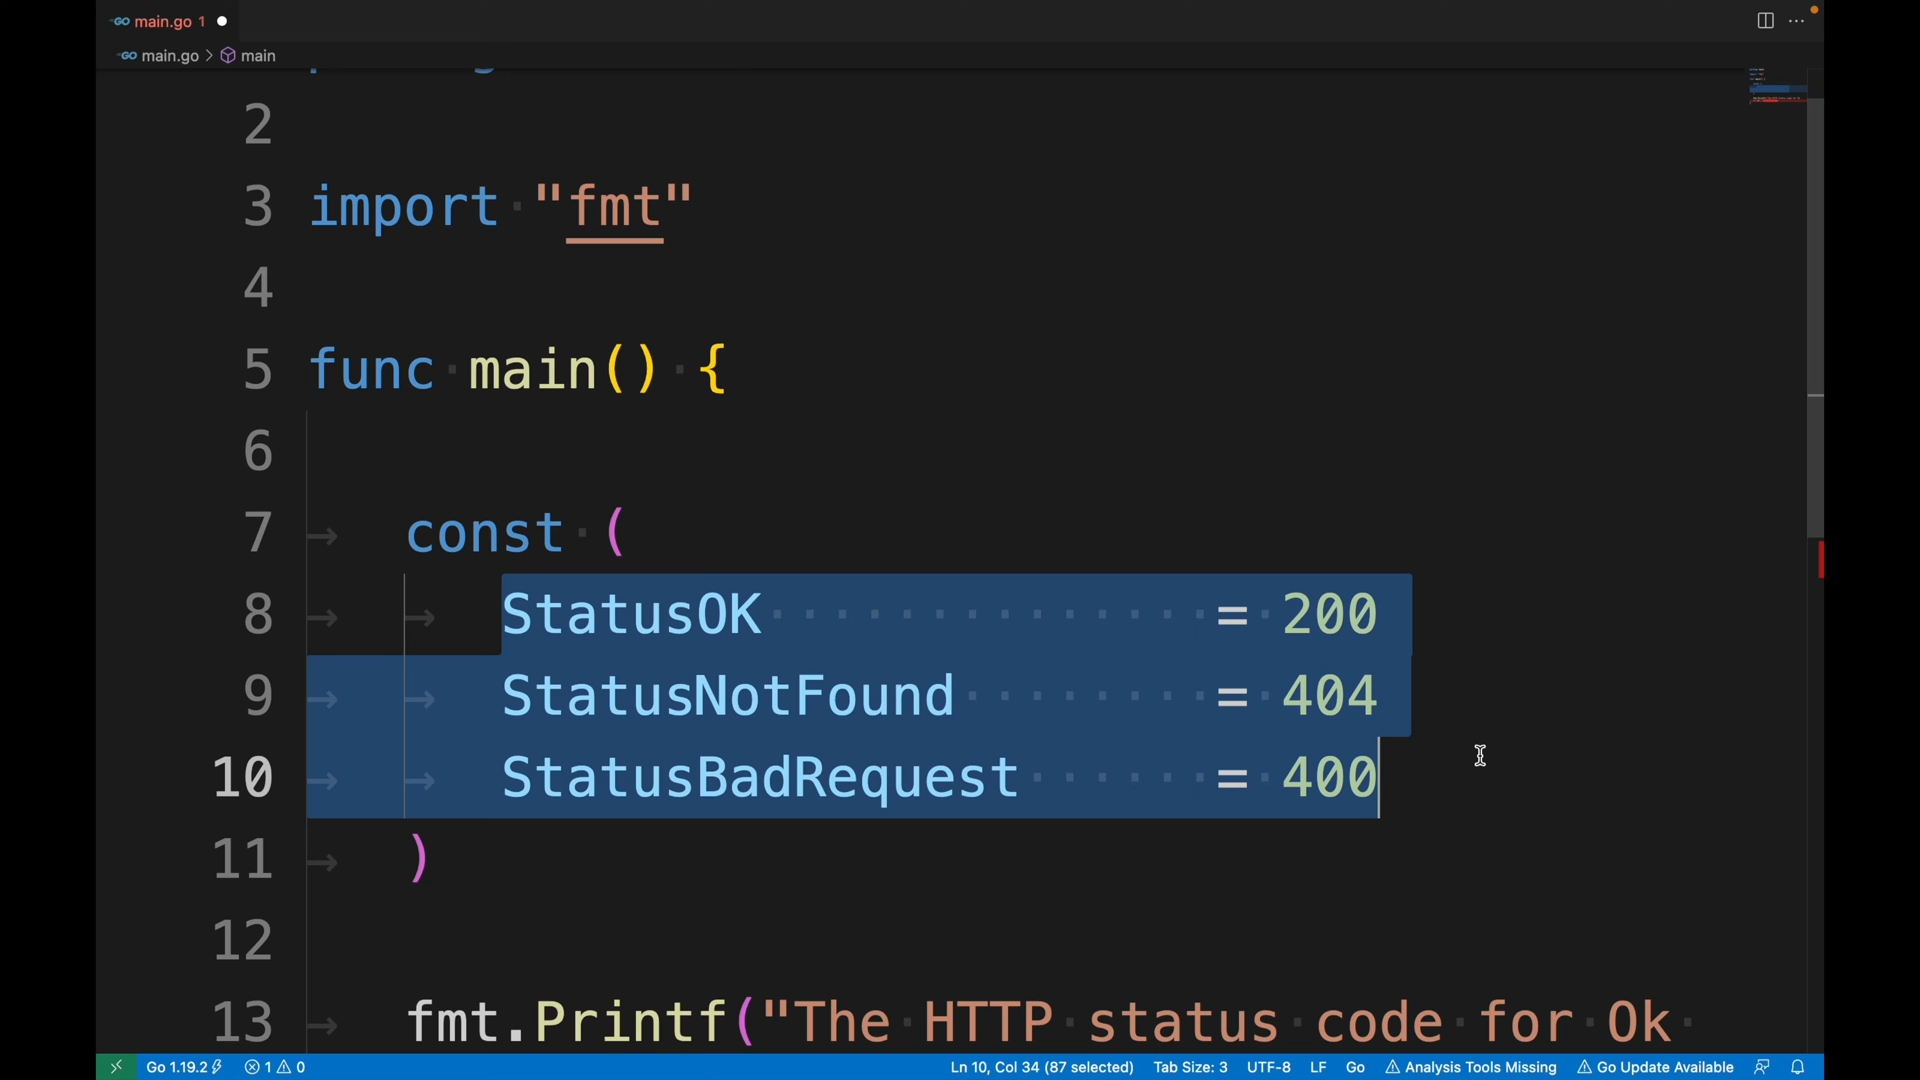 main.go 1
main.go > main
2
3 import "fmt"
4
5 func main() {
6
7 const (
8 StatusOK = 200
9 StatusNotFound = 404
10 StatusBadRequest = 400
11 )
12
13 fmt.Printf("The HTTP status code for Ok
Go 1.19.2 1 0 Ln 10, Col 34 (87 selected) Tab Size: 3 UTF-8 LF Go Analysis Tools Missing Go Update Available